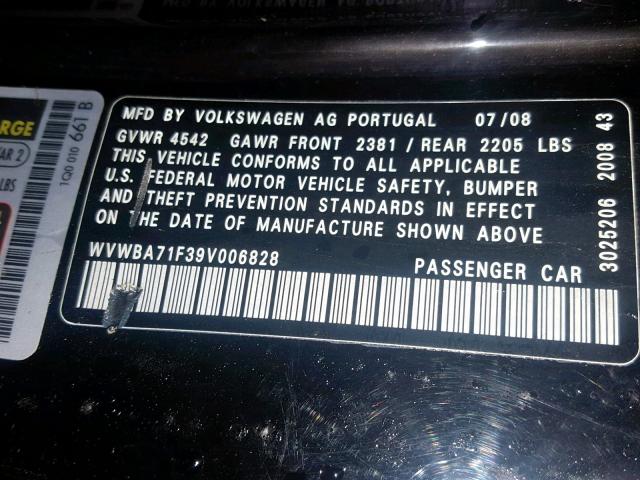 MFD BY VOLKSWAGEN AG PORTUGAL 07/08
GVWR 4542 GAWR FRONT 2381 / REAR 2205 LBS
THIS VEHICLE CONFORMS TO ALL APPLICABLE
U.S. FEDERAL MOTOR VEHICLE SAFETY, BUMPER
AND THEFT PREVENTION STANDARDS IN EFFECT
ON THE DATE OF MANUFACTURE SHOWN ABOVE
WVWBA71F39V006828 PASSENGER CAR
3025206 2008 43
1Q0 010 661 B
LBS